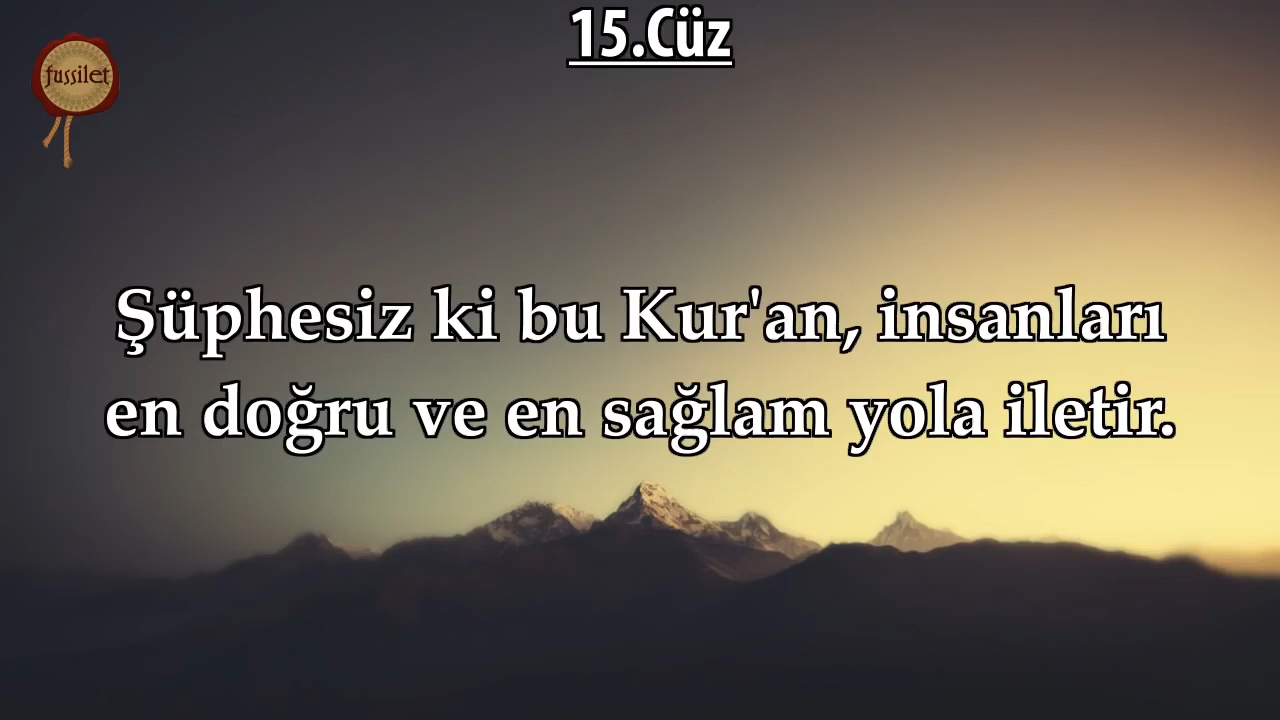 15.Cüz
fussilet
Şüphesiz ki bu Kur'an, insanları
en doğru ve en sağlam yola iletir.